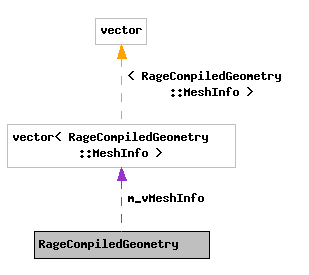 vector
< RageCompiledGeometry
::MeshInfo >
vector< RageCompiledGeometry
::MeshInfo >
m_vMeshInfo
RageCompiledGeometry